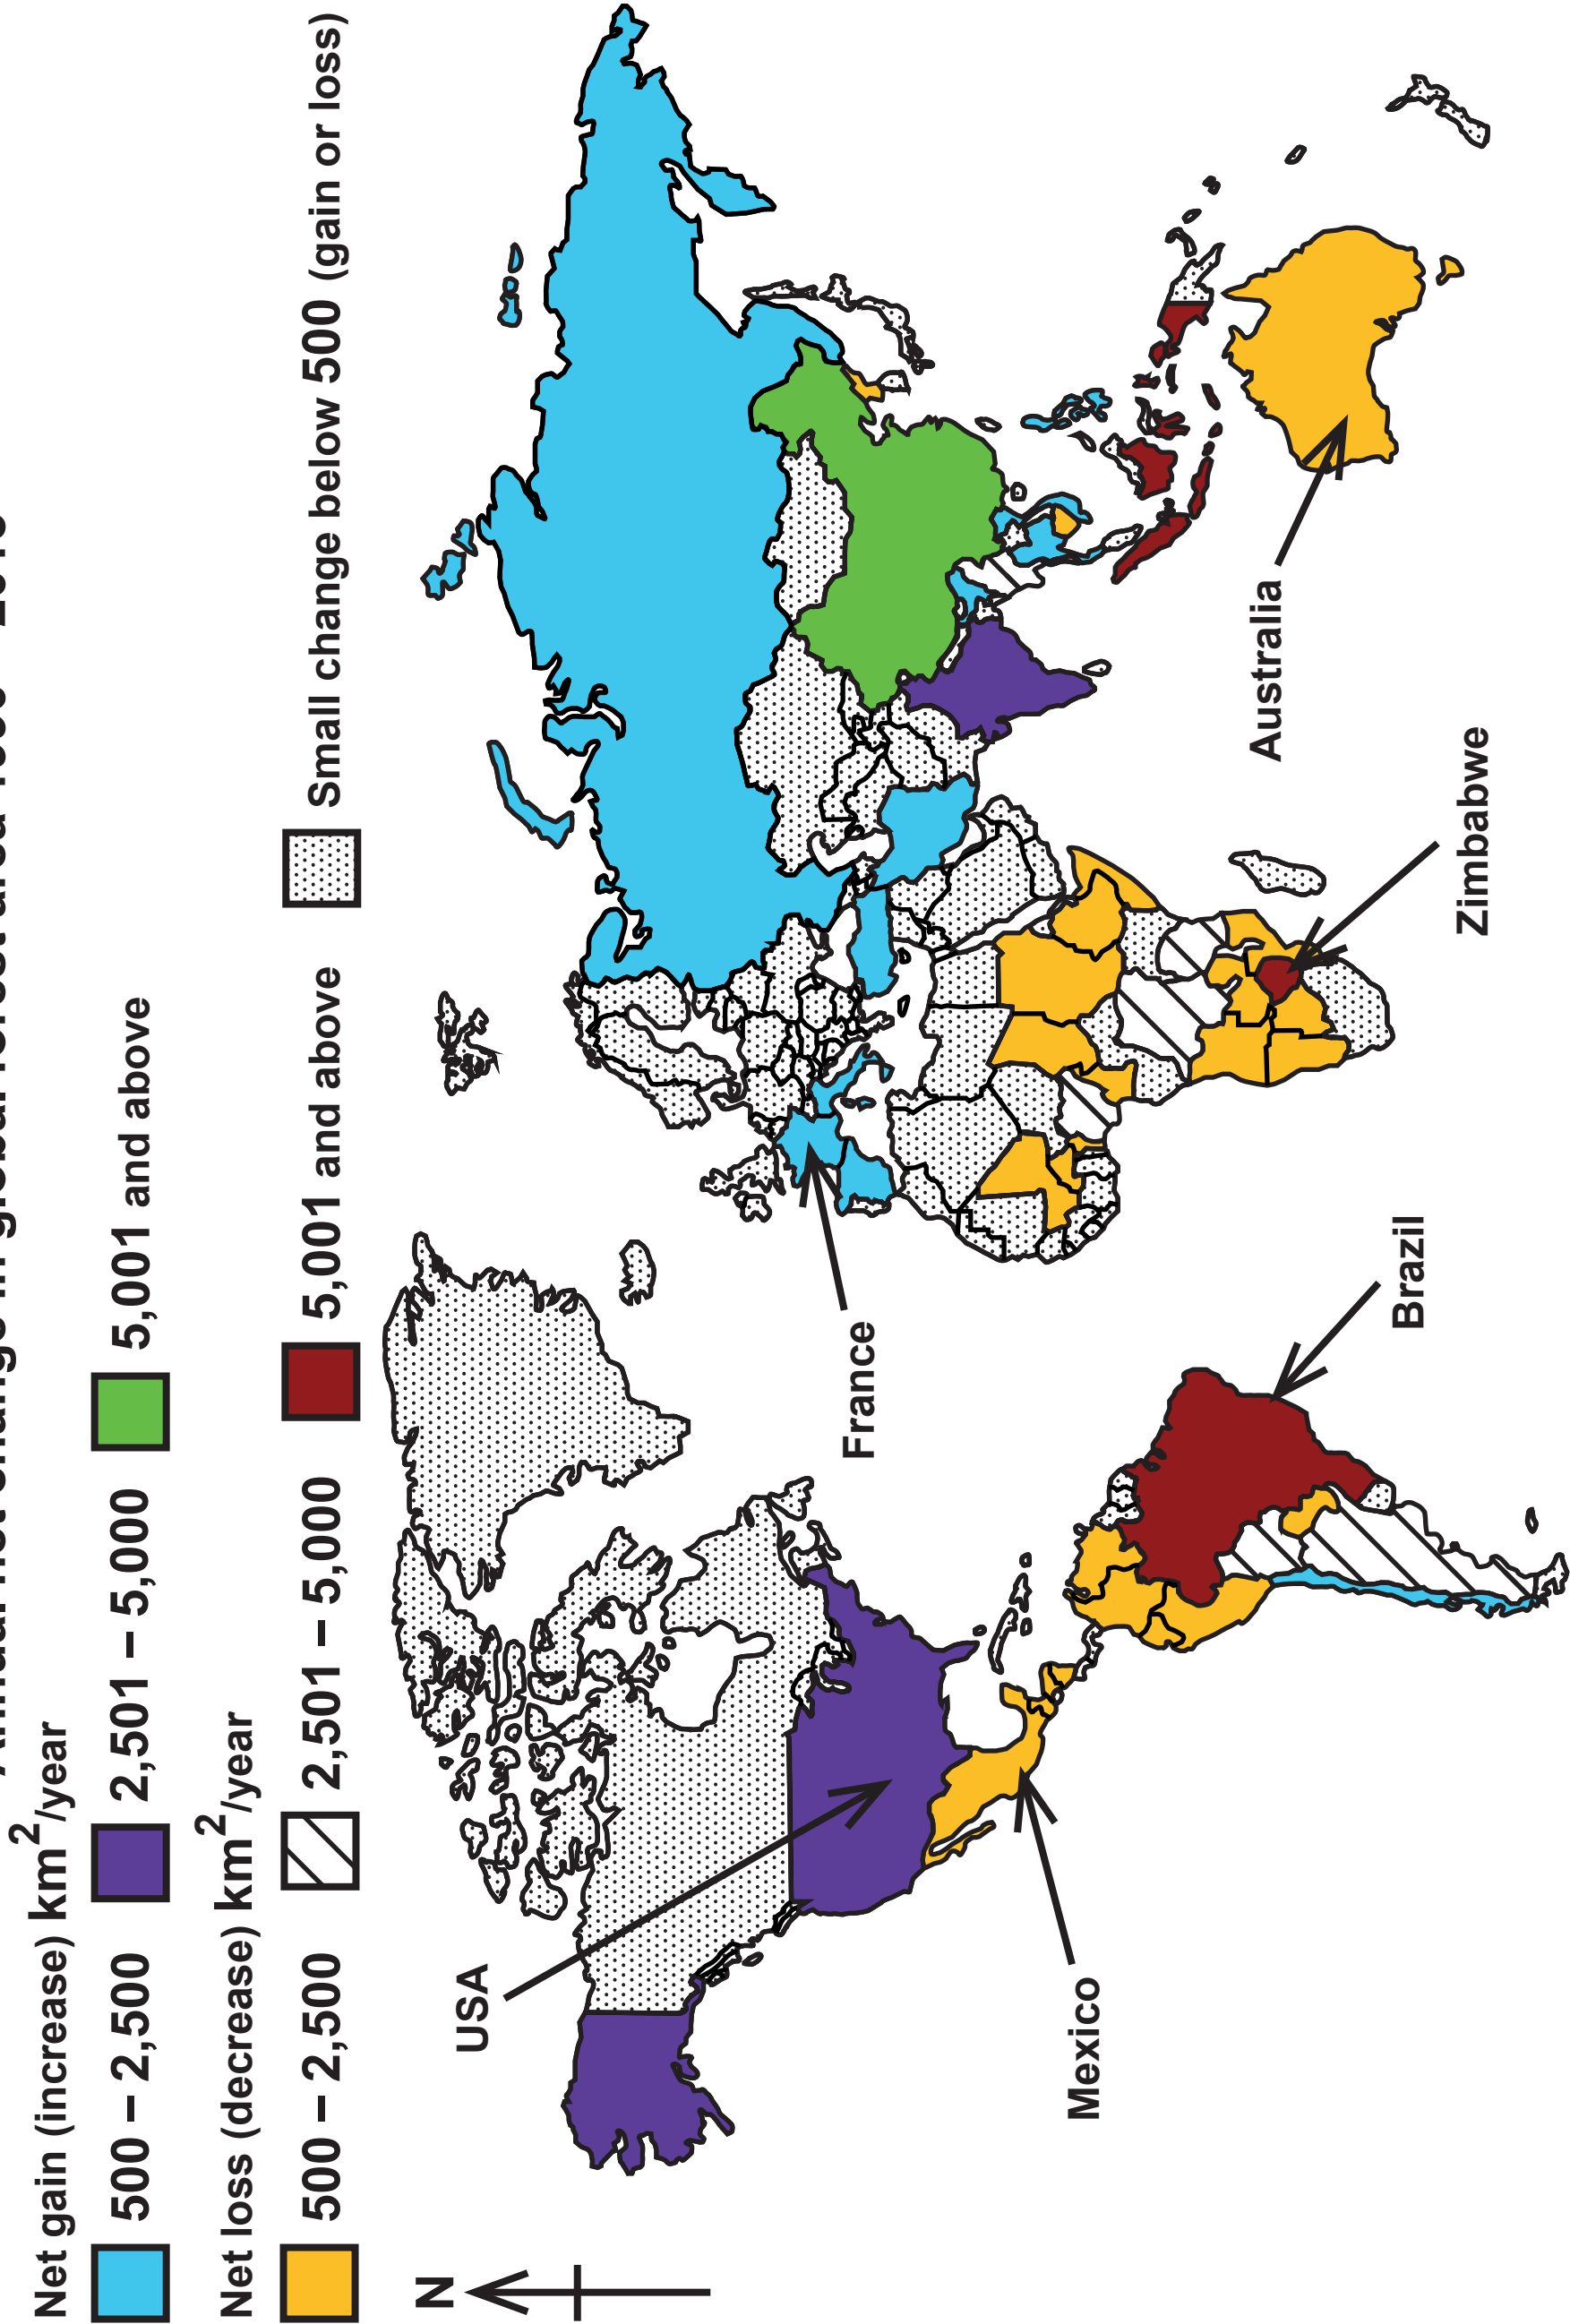 Net gain (increase) km²/year
500 – 2,500
2,501 – 5,000
5,001 and above
Net loss (decrease) km²/year
500 – 2,500
2,501 – 5,000
5,001 and above
Small change below 500 (gain or loss)
N
USA
Mexico
France
Brazil
Zimbabwe
Australia